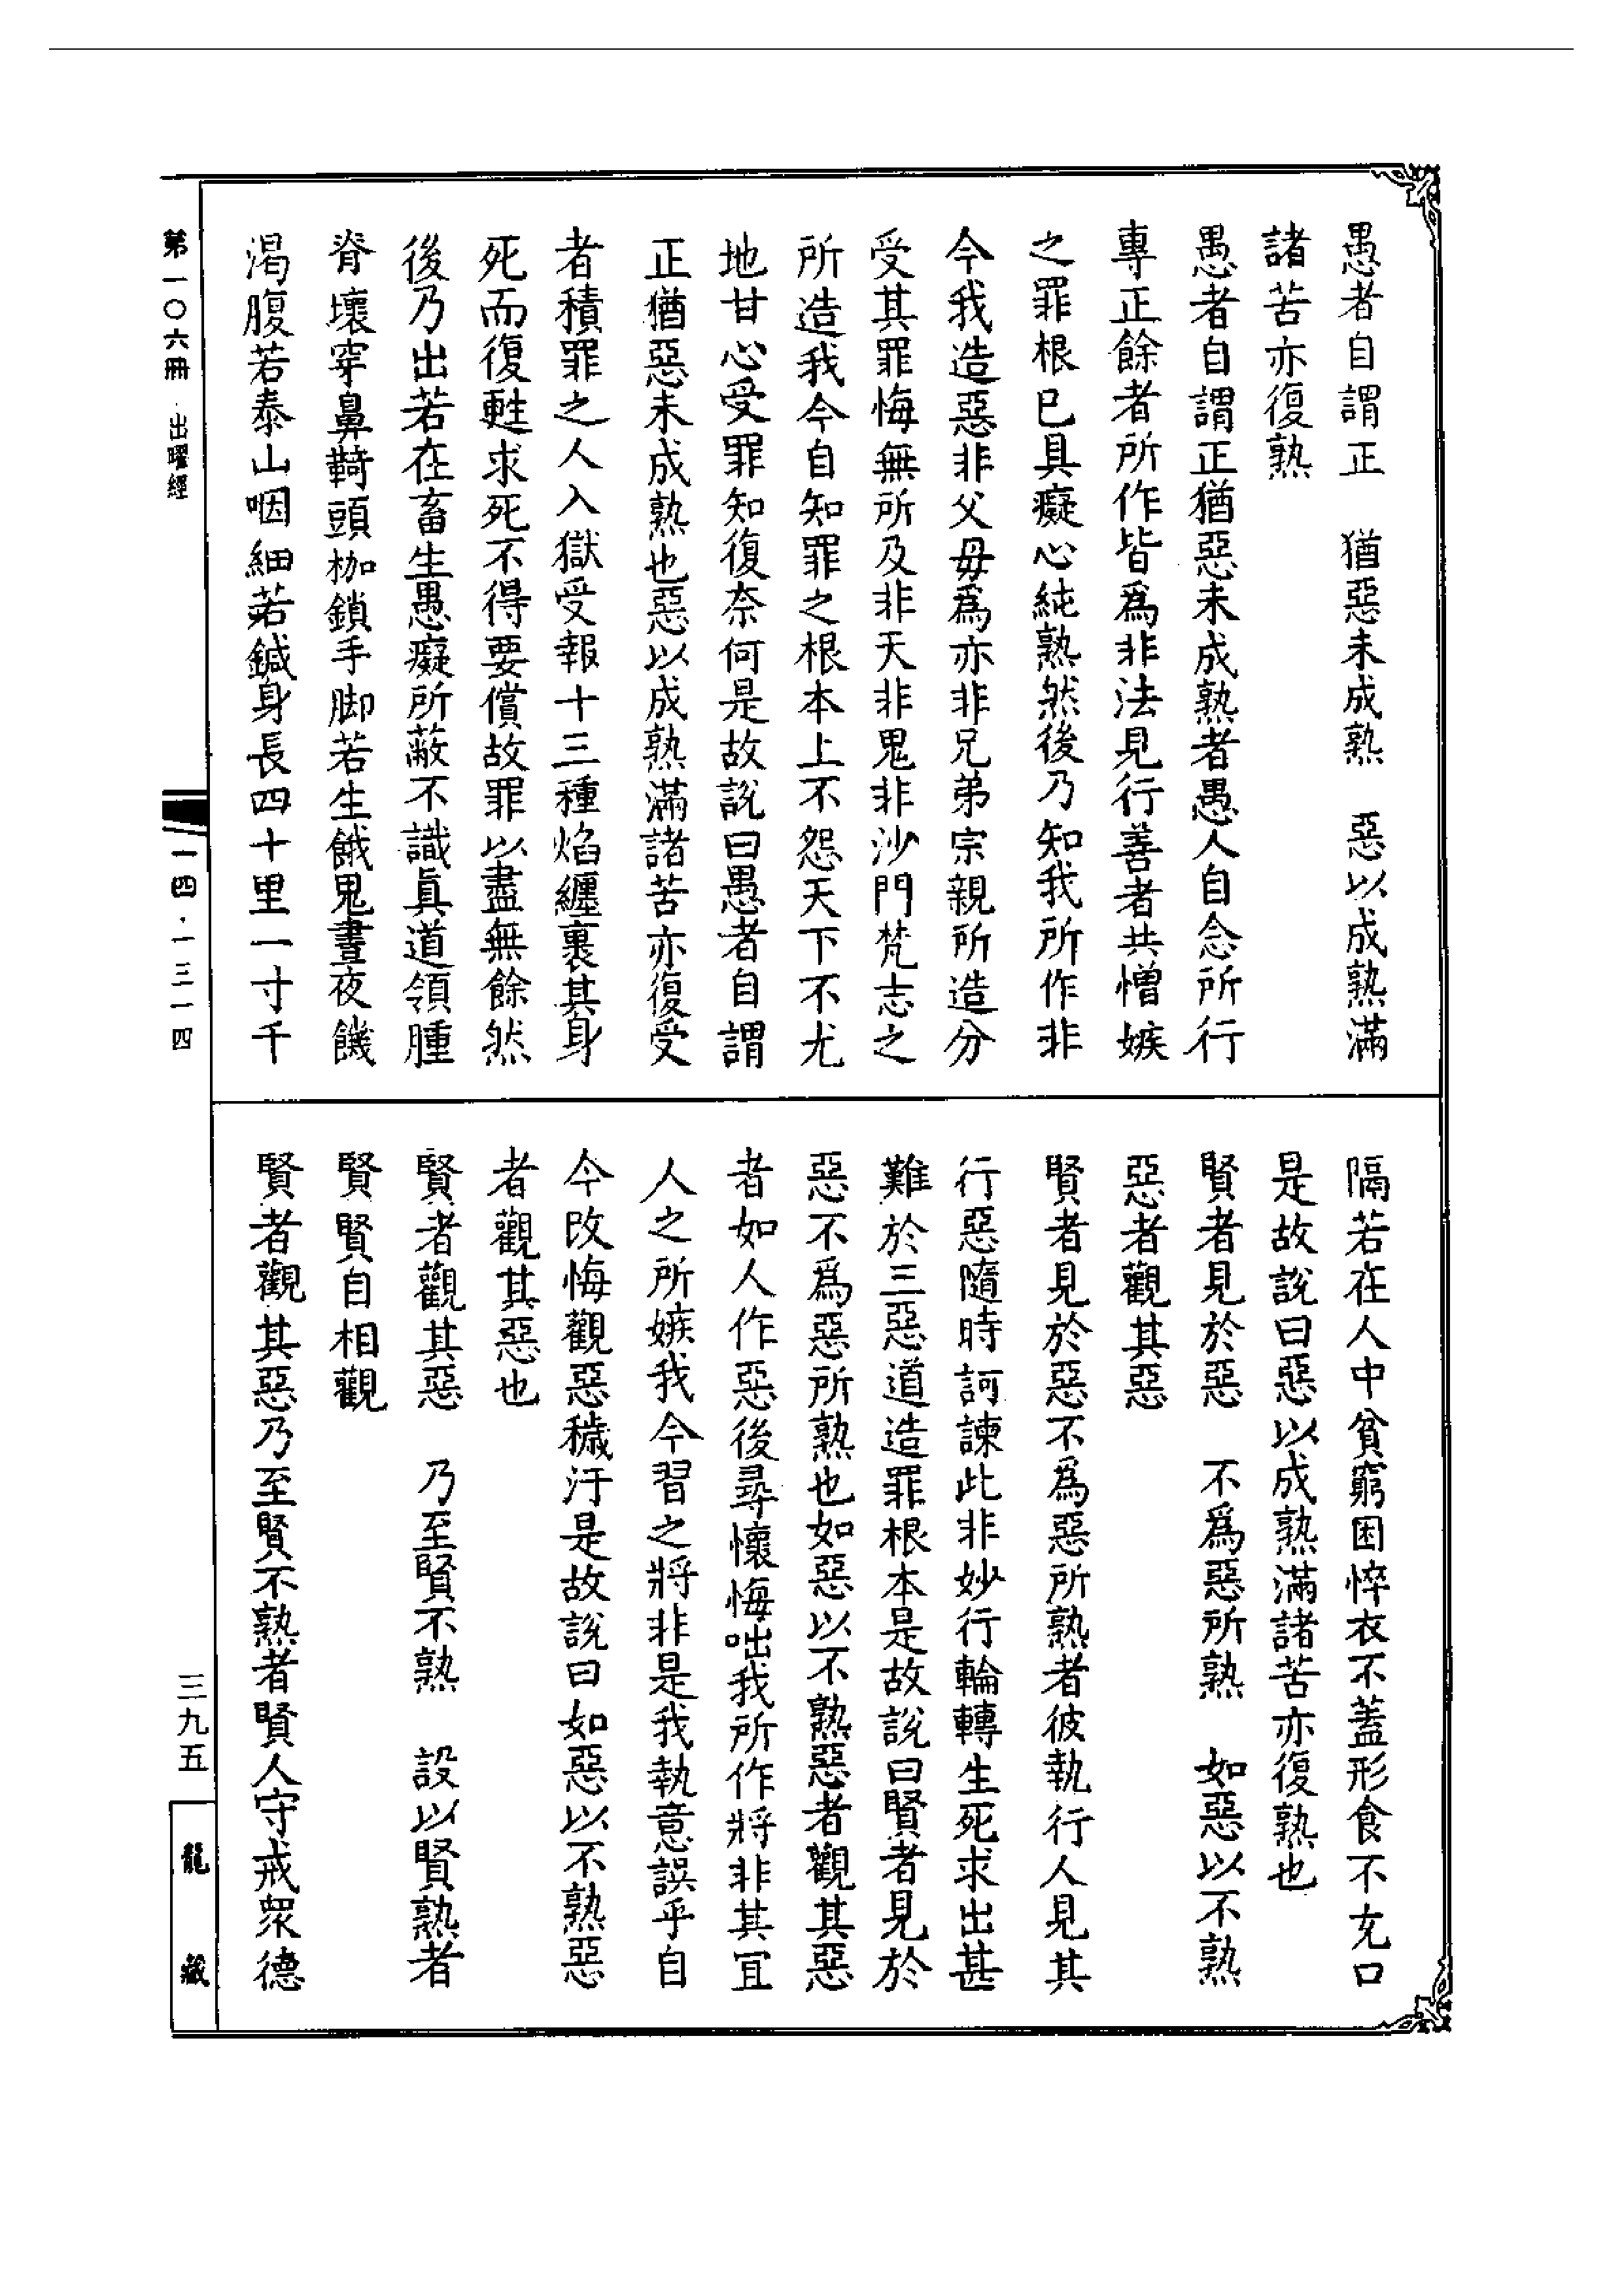 愚者自謂正　猶惡未成熟　惡以成熟滿
諸苦亦復熟
愚者自謂正猶惡未成熟者愚人自念所行
專正餘者所作皆爲非法見行善者共憎嫉
之罪根已具癡心純熟然後乃知我所作非
今我造惡非父母爲亦非兄弟宗親所造分
受其罪悔無所及非天非鬼非沙門梵志之
所造我今自知罪之根本上不怨天下不尤
地甘心受罪知復奈何是故說曰愚者自謂
正猶惡未成熟也惡以成熟滿諸苦亦復受
者積罪之人入獄受報十三種焰纏裹其身
死而復甦求死不得要償故罪以盡無餘然
後乃出若在畜生愚癡所蔽不識眞道領腫
脊壞穿鼻䩭頭枷鎖手脚若生餓鬼晝夜饑
渴腹若泰山咽細若鍼身長四十里一寸千
隔若在人中貧窮困悴衣不蓋形食不充口
是故說曰惡以成熟滿諸苦亦復熟也
賢者見於惡　不爲惡所熟　如惡以不熟
惡者觀其惡
賢者見於惡不爲惡所熟者彼執行人見其
行惡隨時訶諫此非妙行輪轉生死求出甚
難於三惡道造罪根本是故說曰賢者見於
惡不爲惡所熟也如惡以不熟惡者觀其惡
者如人作惡後尋懷悔咄我所作將非其宜
人之所嫉我今習之將非是我執意誤乎自
今改悔觀惡穢汙是故說曰如惡以不熟惡
者觀其惡也
賢者觀其惡　乃至賢不熟　設以賢熟者
賢賢自相觀
賢者觀其惡乃至賢不熟者賢人守戒眾德
第一〇六冊　出曜經
一四·一三一四
三九五
龍藏